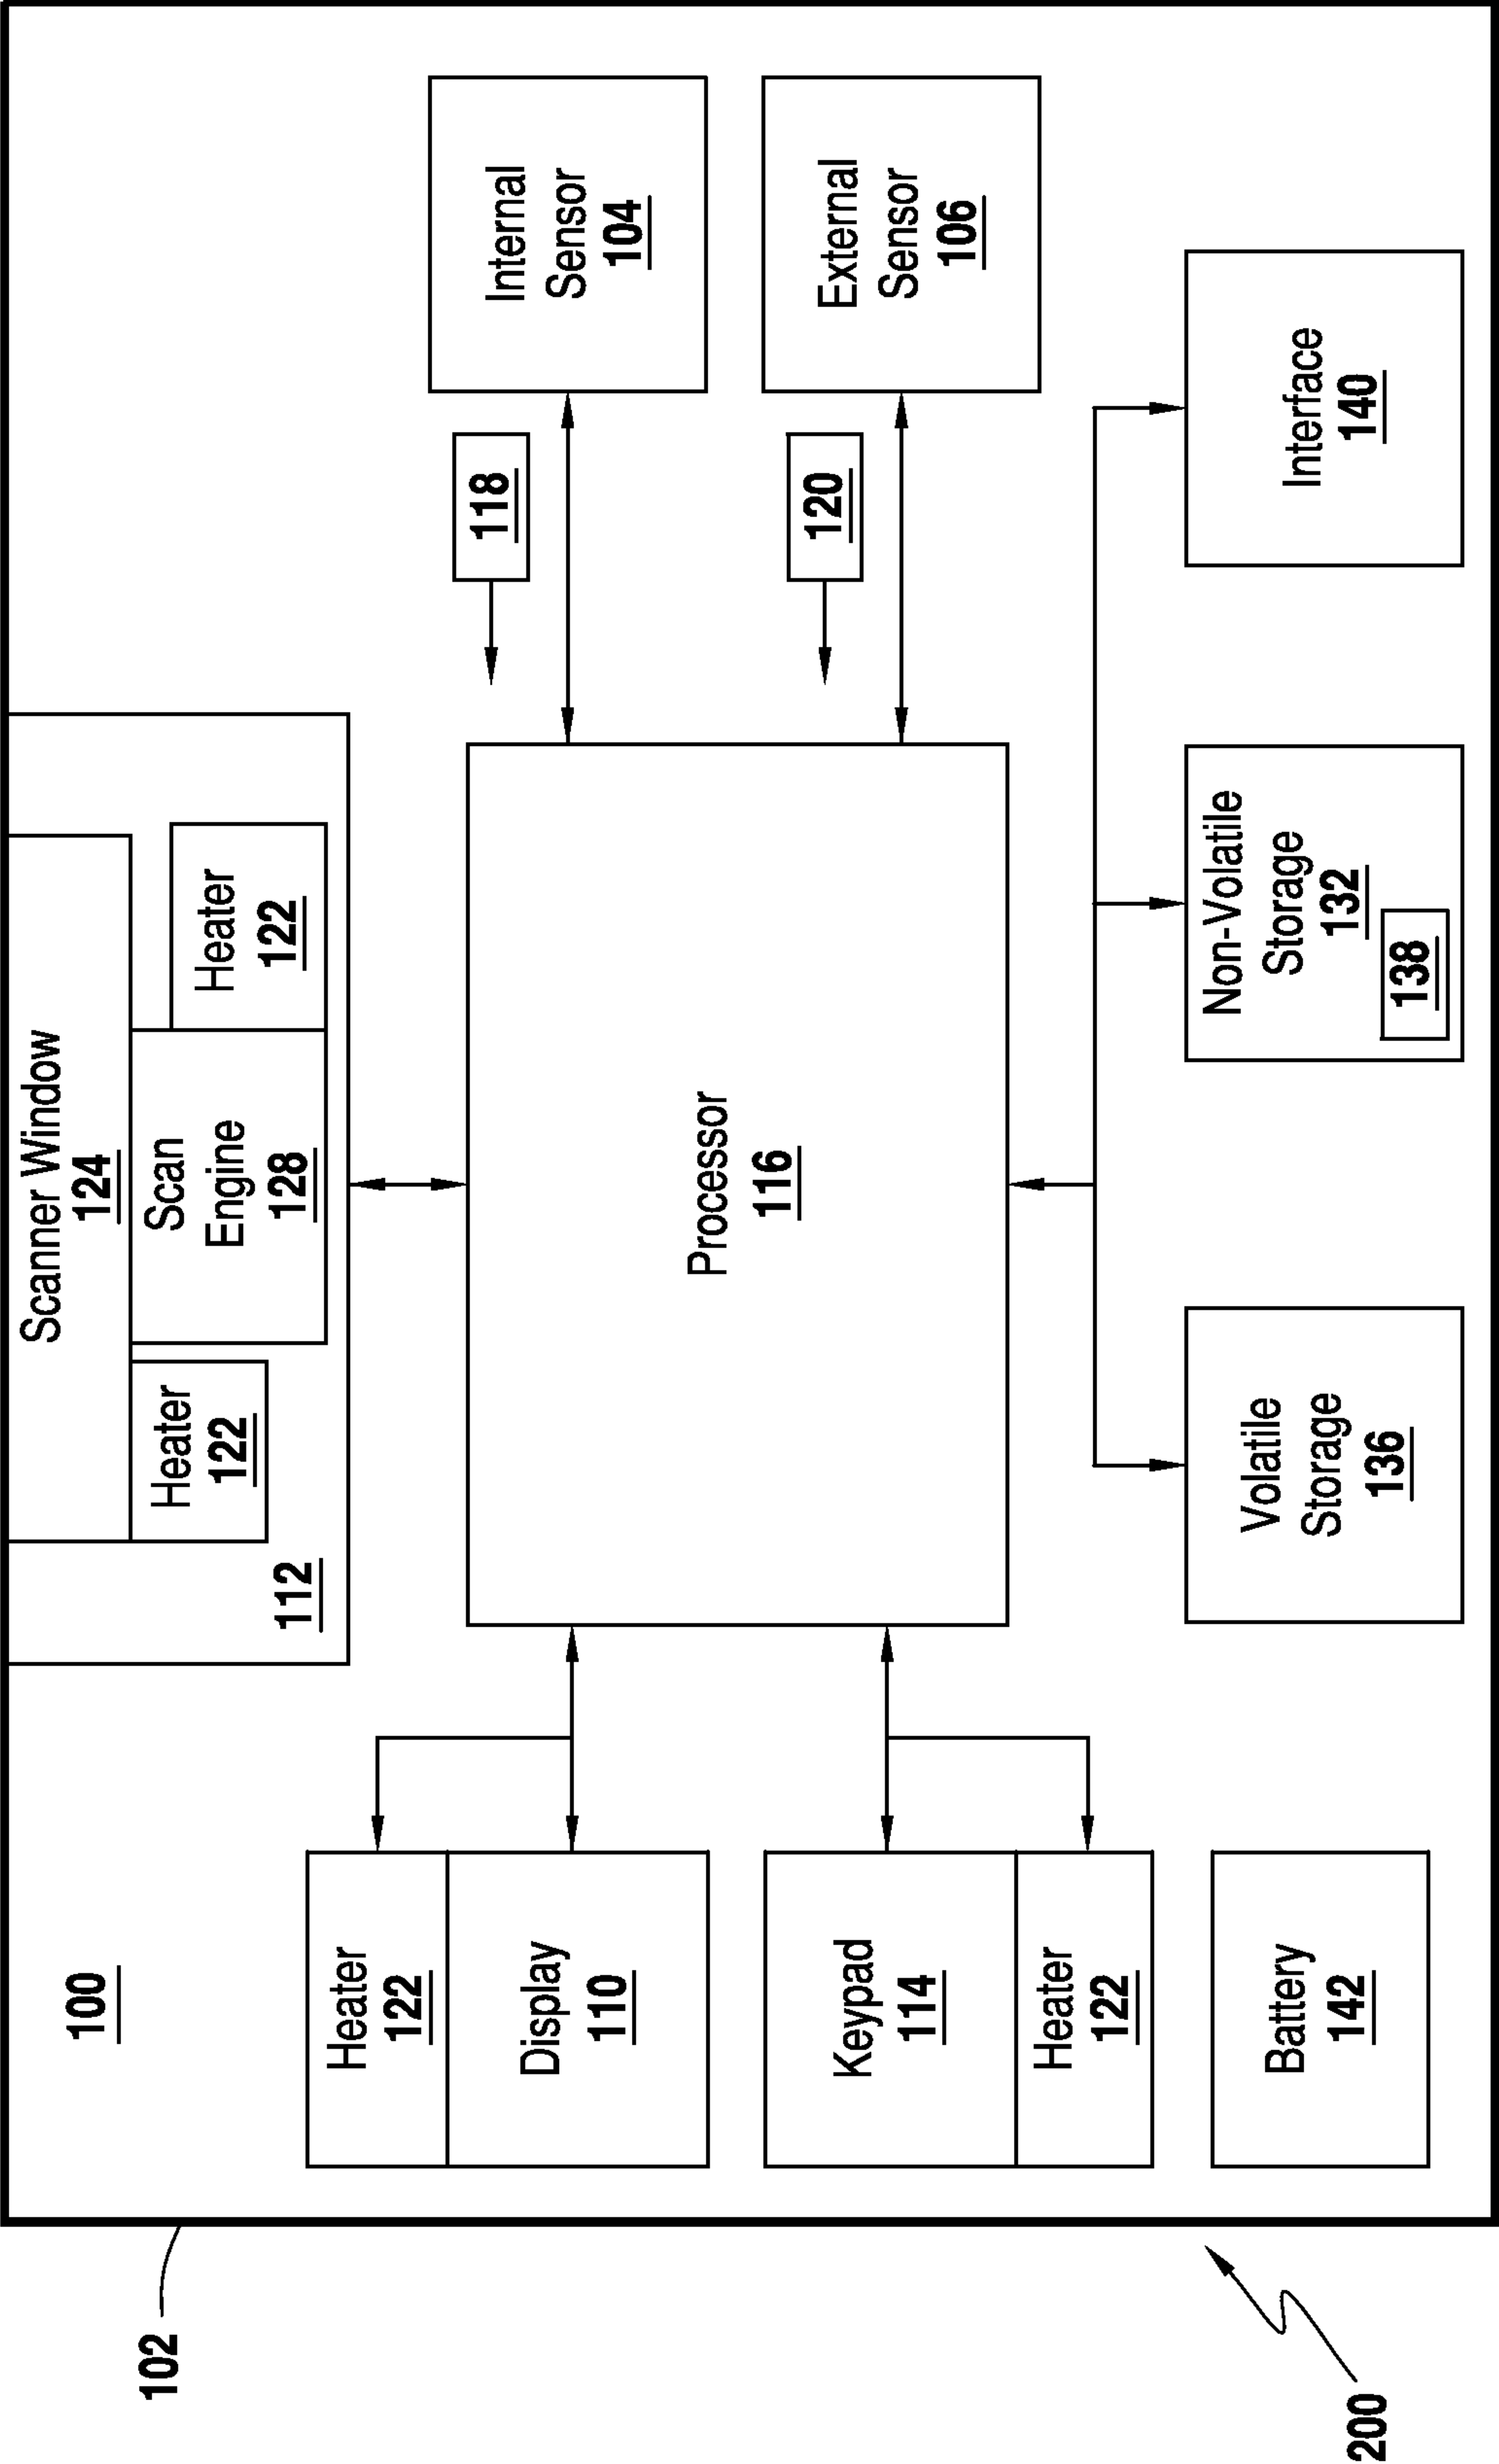 102
100
112
Scanner Window
124
Heater
122
Scan
Engine
128
Heater
122
Heater
122
Display
110
Processor
116
118
Internal
Sensor
104
Keypad
114
Heater
122
120
External
Sensor
106
Battery
142
Volatile
Storage
136
Non-Volatile
Storage
132
138
Interface
140
200